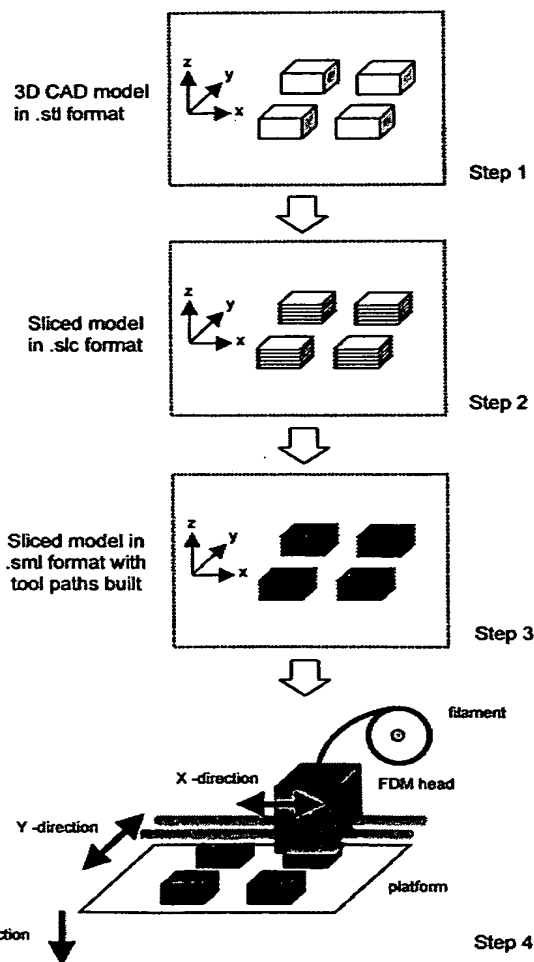 z
y
3D CAD model
in .stl format
x
Step 1
z
y
Sliced model
in .slc format
x
Step 2
z
y
Sliced model in
.sml format with
tool paths built
x
Step 3
filament
X -direction
FDM head
Y -direction
platform
Step 4